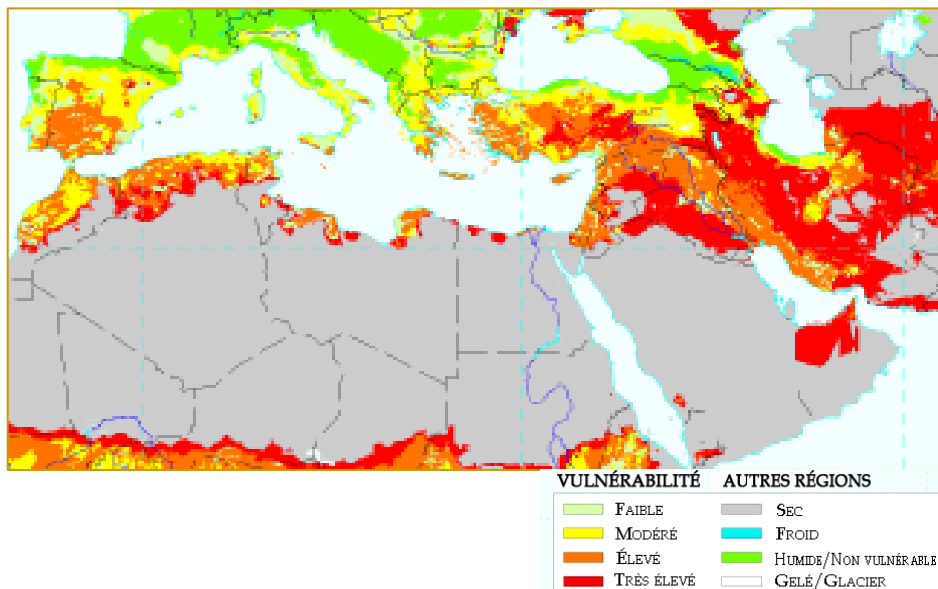 VULNÉRABILITÉ AUTRES RÉGIONS
FAIBLE SEC
MODÉRÉ FROID
ÉLEVÉ HUMIDE/NON VULNÉRABLE
TRÈS ÉLEVÉ GELÉ/GLACIER